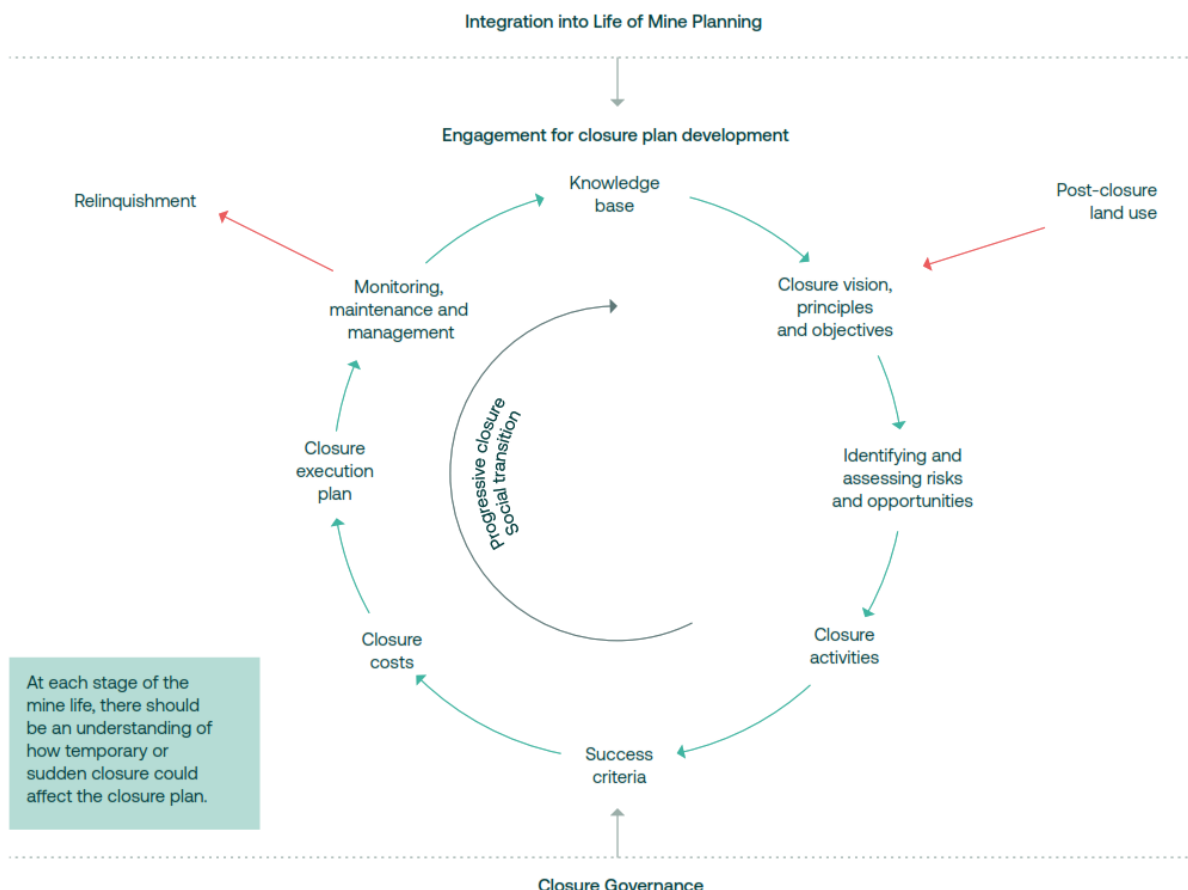 Integration into Life of Mine Planning
Engagement for closure plan development
Knowledge
base
Relinquishment
Post-closure
land use
Monitoring,
maintenance and
management
Closure vision,
principles
and objectives
Progressive closure
Social transition
Closure
execution
plan
Identifying and
assessing risks
and opportunities
Closure
costs
Closure
activities
At each stage of the
mine life, there should
be an understanding of
how temporary or
sudden closure could
affect the closure plan.
Success
criteria
Closure Governance